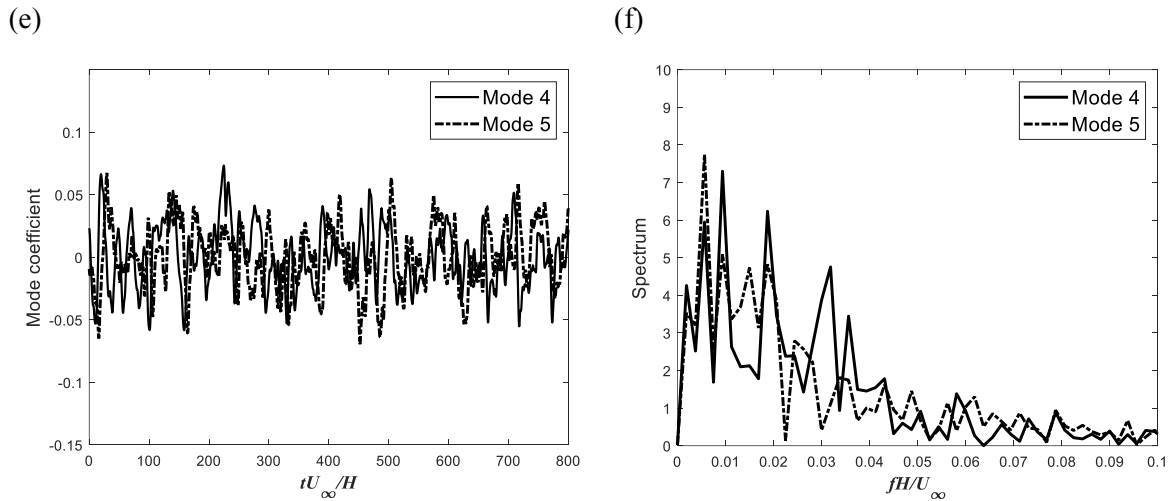 (e)
(f)
Mode 4
Mode 5
0.1
0.05
0
-0.05
-0.1
-0.15
Mode coefficient
0 100 200 300 400 500 600 700 800
tU∞/H
Mode 4
Mode 5
10
9
8
7
6
5
4
3
2
1
0
Spectrum
0 0.01 0.02 0.03 0.04 0.05 0.06 0.07 0.08 0.09 0.1
fH/U∞